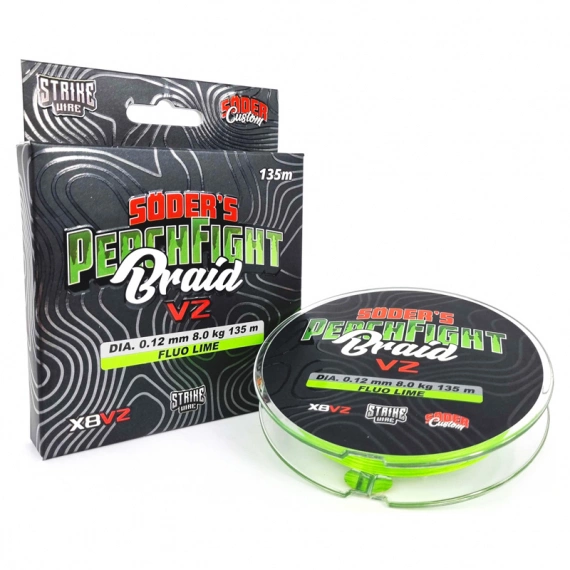 STRIKE
WIRE
SÖDER
Custom
135m
SÖDER'S
PERCHFIGHT
Braid
VZ
DIA. 0.12 mm 8.0 kg 135 m
FLUO LIME
X8VZ
STRIKE
WIRE
SÖDER'S
PERCHFIGHT
Braid
VZ
DIA. 0.12 mm 8.0 kg 135 m
FLUO LIME
X8VZ
STRIKE
WIRE
SÖDER
Custom